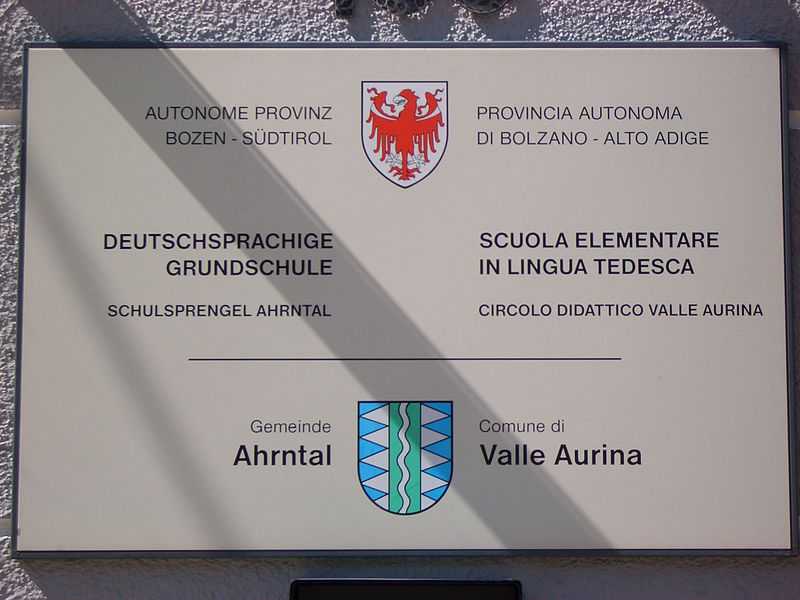 AUTONOME PROVINZ
BOZEN - SÜDTIROL
PROVINCIA AUTONOMA
DI BOLZANO - ALTO ADIGE
DEUTSCHSPRACHIGE
GRUNDSCHULE
SCHULSPRENGEL AHRNTAL
SCUOLA ELEMENTARE
IN LINGUA TEDESCA
CIRCOLO DIDATTICO VALLE AURINA
Gemeinde
Ahrntal
Comune di
Valle Aurina